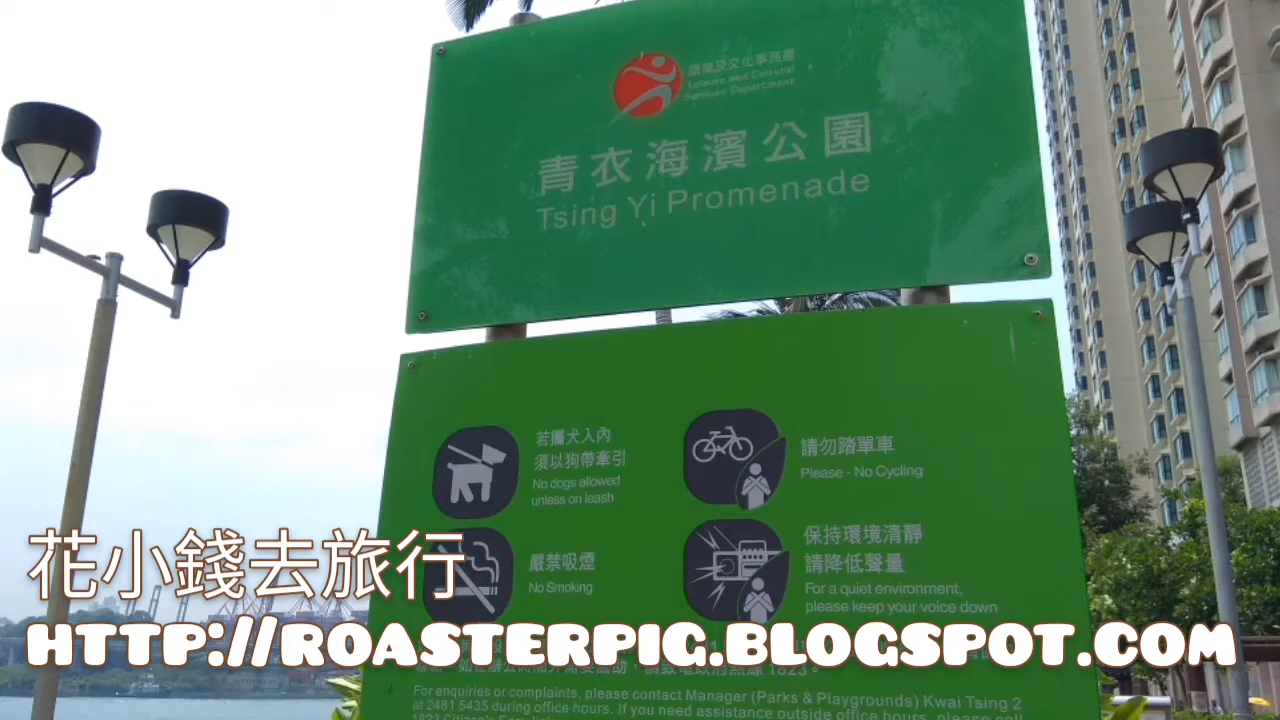 康樂及文化事務署
Leisure and Cultural
Services Department
青衣海濱公園
Tsing Yi Promenade
若攜犬入內
須以狗帶牽引
No dogs allowed
unless on leash
請勿踏單車
Please - No Cycling
嚴禁吸煙
No Smoking
保持環境清靜
請降低聲量
For a quiet environment,
please keep your voice down
花小錢去旅行
HTTP://ROASTERPIG.BLOGSPOT.COM
1823。
For enquiries or complaints, please contact Manager (Parks & Playgrounds) Kwai Tsing 2
at 2481 5435 during office hours. If you need assistance outside office hours, please call